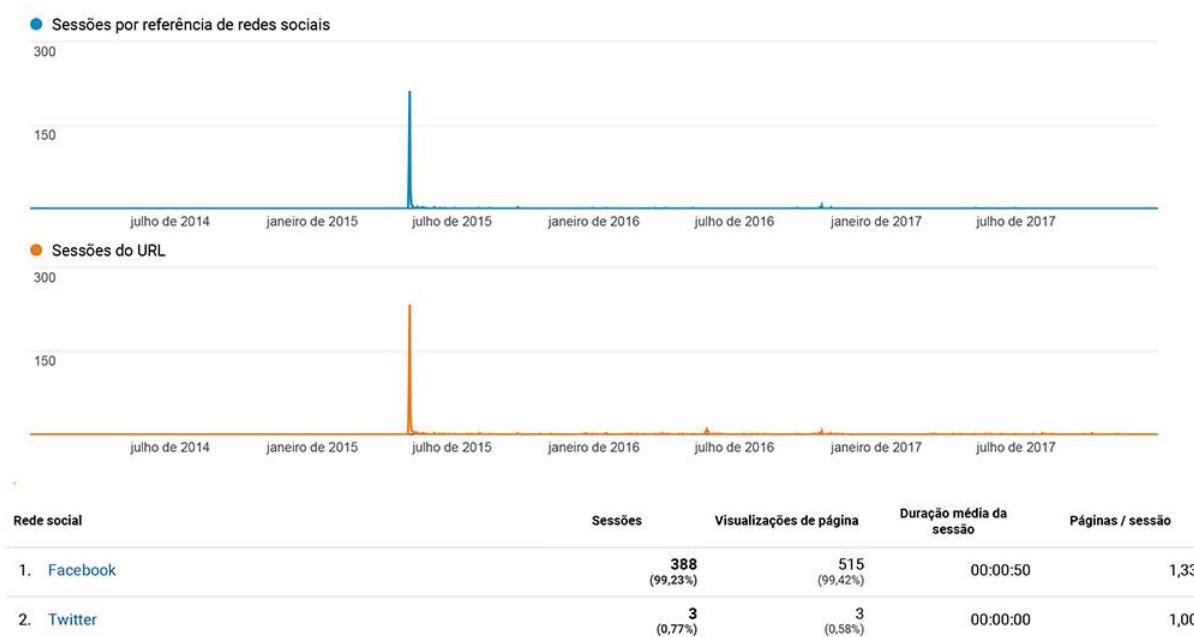 Sessões por referência de redes sociais
300
150
julho de 2014 janeiro de 2015 julho de 2015 janeiro de 2016 julho de 2016 janeiro de 2017 julho de 2017
Sessões do URL
300
150
julho de 2014 janeiro de 2015 julho de 2015 janeiro de 2016 julho de 2016 janeiro de 2017 julho de 2017
Rede social Sessões Visualizações de página Duração média da sessão Páginas / sessão
1. Facebook 388 (99,23%) 515 (99,42%) 00:00:50 1,33
2. Twitter 3 (0,77%) 3 (0,58%) 00:00:00 1,00